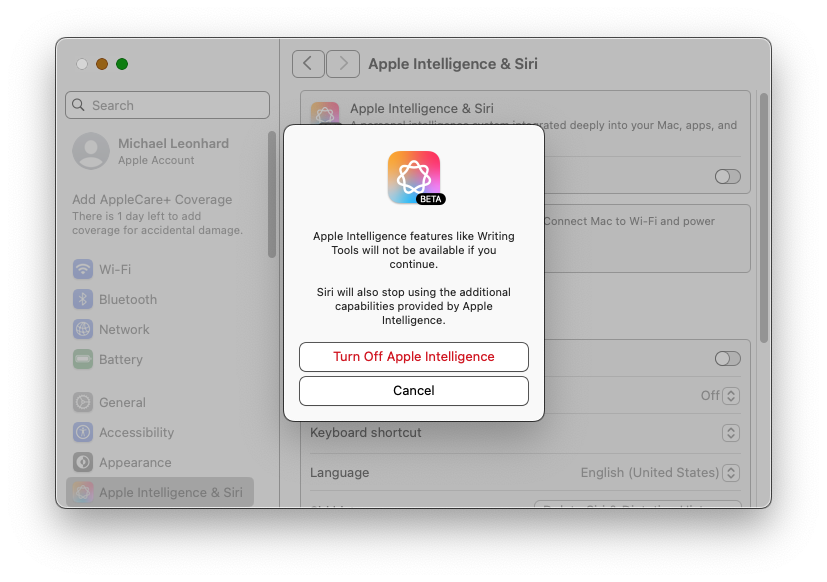 Apple Intelligence & Siri
Search
Michael Leonhard
Apple Account
Add AppleCare+ Coverage
There is 1 day left to add
coverage for accidental damage.
Wi-Fi
Bluetooth
Network
Battery
General
Accessibility
Appearance
Apple Intelligence & Siri
Apple Intelligence & Siri
integrated deeply into your Mac, apps, and
Connect Mac to Wi-Fi and power
BETA
Apple Intelligence features like Writing
Tools will not be available if you
continue.
Siri will also stop using the additional
capabilities provided by Apple
Intelligence.
Turn Off Apple Intelligence
Cancel
Off
Keyboard shortcut
Language
English (United States)